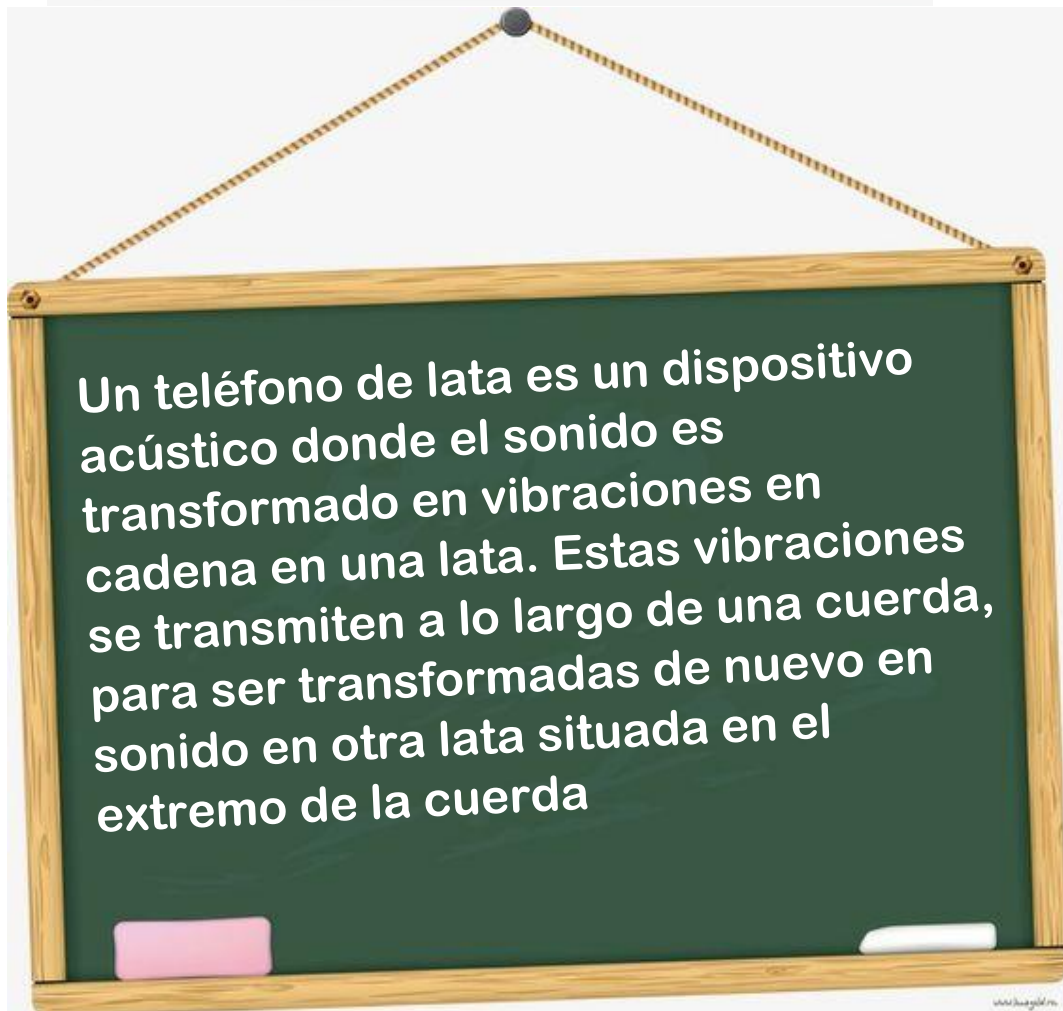 Un teléfono de lata es un dispositivo
acústico donde el sonido es
transformado en vibraciones en
cadena en una lata. Estas vibraciones
se transmiten a lo largo de una cuerda,
para ser transformadas de nuevo en
sonido en otra lata situada en el
extremo de la cuerda